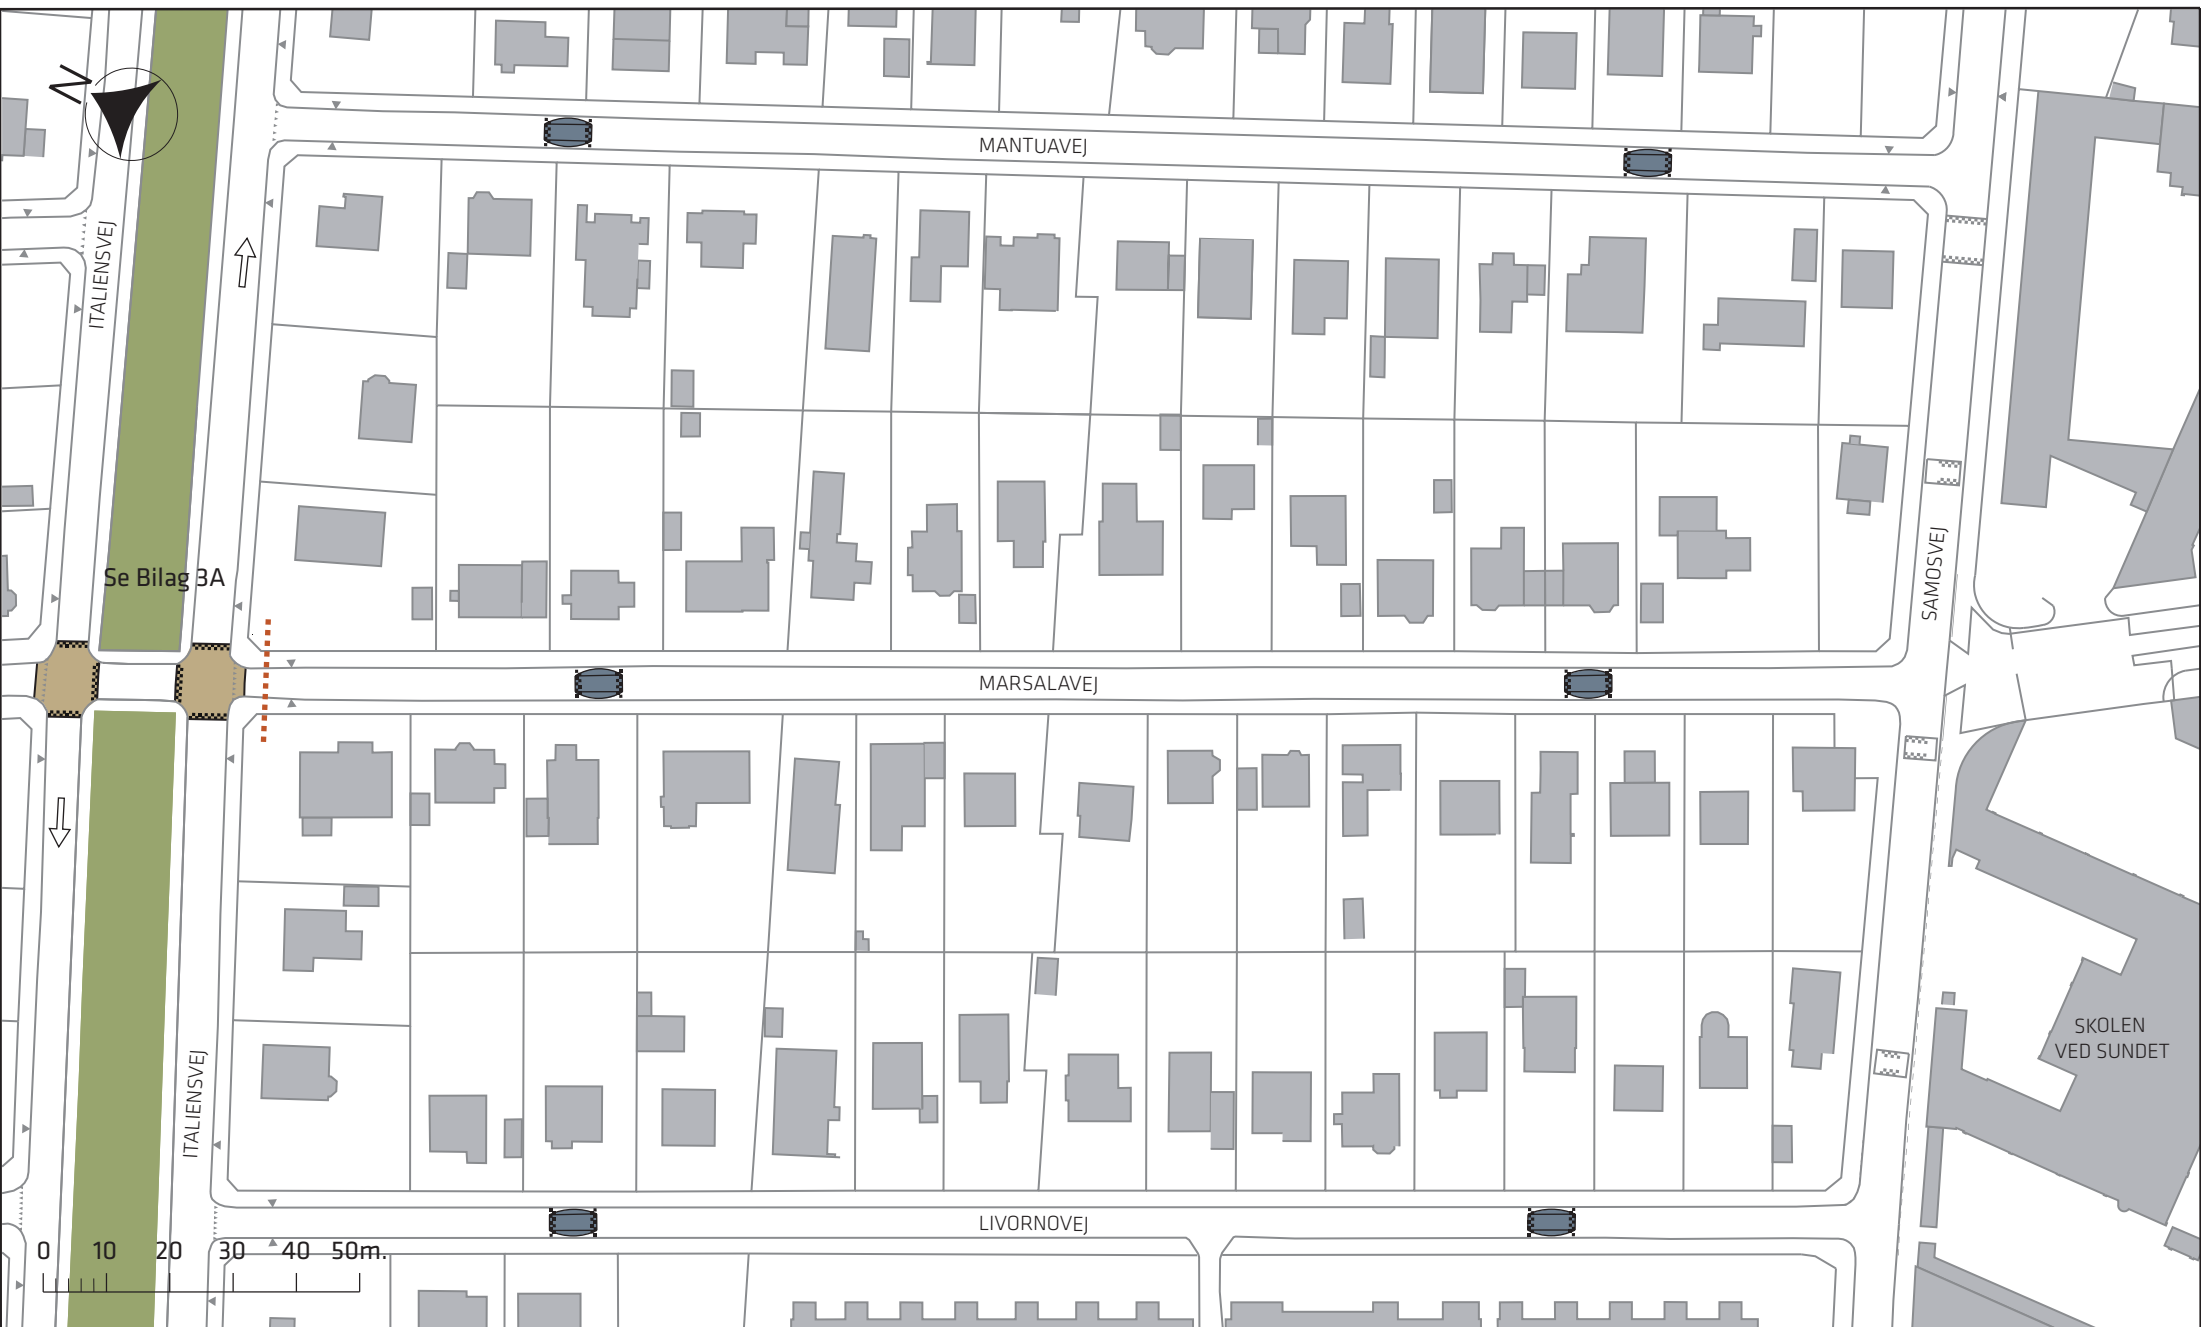 N
MANTUAVEJ
ITALIENSVEJ
Se Bilag 3A
SAMOSVEJ
MARSALAVEJ
SKOLEN
VED SUNDET
ITALIENSVEJ
LIVORNOVEJ
0 10 20 30 40 50m.